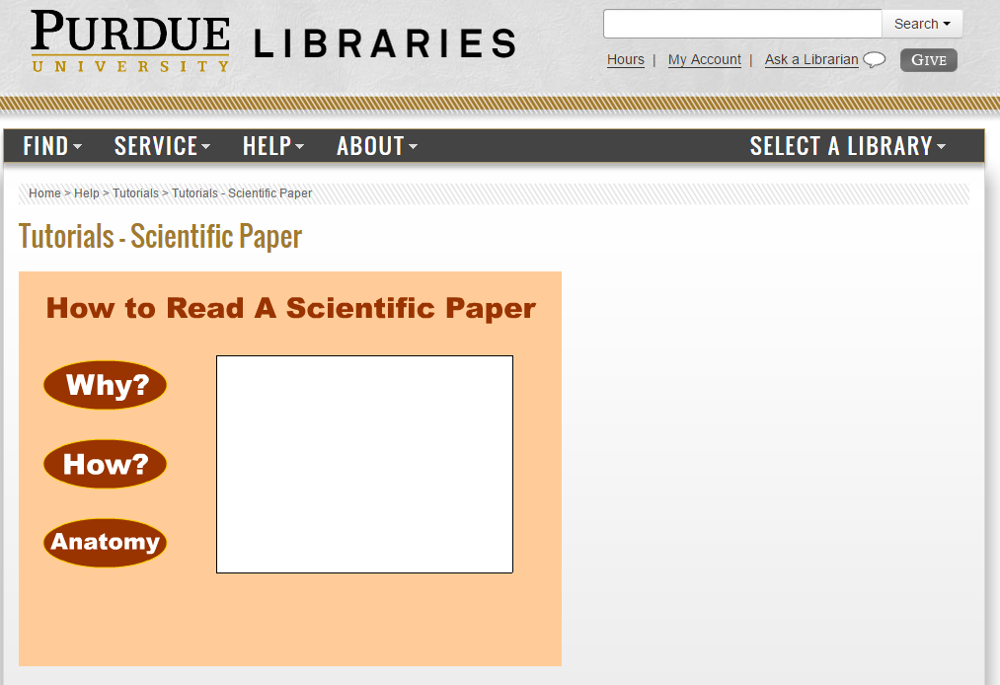 PURDUE
UNIVERSITY
LIBRARIES
Search
Hours | My Account | Ask a Librarian
GIVE
FIND SERVICE HELP ABOUT SELECT A LIBRARY
Home > Help > Tutorials > Tutorials - Scientific Paper
Tutorials - Scientific Paper
How to Read A Scientific Paper
Why?
How?
Anatomy